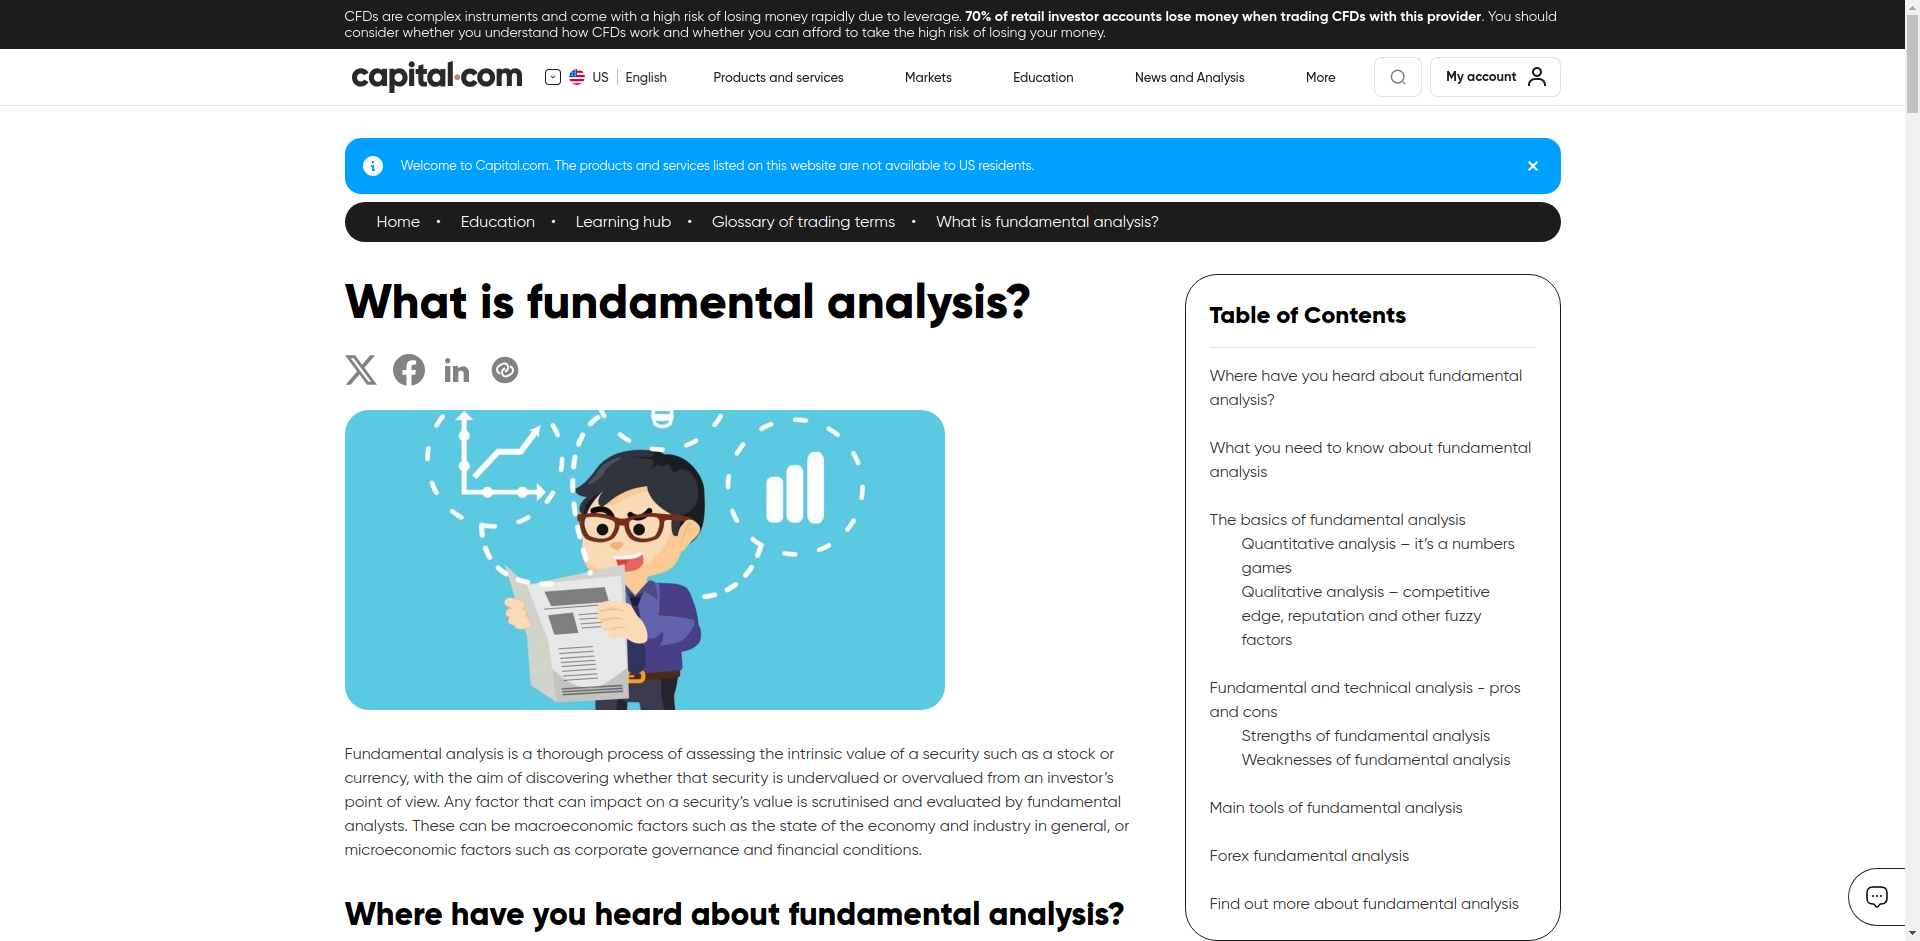 CFDs are complex instruments and come with a high risk of losing money rapidly due to leverage. 70% of retail investor accounts lose money when trading CFDs with this provider. You should
consider whether you understand how CFDs work and whether you can afford to take the high risk of losing your money.
capital.com
US
English
Products and services
Markets
Education
News and Analysis
More
My account
Welcome to Capital.com. The products and services listed on this website are not available to US residents.
Home • Education • Learning hub • Glossary of trading terms • What is fundamental analysis?
What is fundamental analysis?
Fundamental analysis is a thorough process of assessing the intrinsic value of a security such as a stock or
currency, with the aim of discovering whether that security is undervalued or overvalued from an investor’s
point of view. Any factor that can impact on a security’s value is scrutinised and evaluated by fundamental
analysts. These can be macroeconomic factors such as the state of the economy and industry in general, or
microeconomic factors such as corporate governance and financial conditions.
Where have you heard about fundamental analysis?
Table of Contents
Where have you heard about fundamental
analysis?
What you need to know about fundamental
analysis
The basics of fundamental analysis
Quantitative analysis – it’s a numbers
games
Qualitative analysis – competitive
edge, reputation and other fuzzy
factors
Fundamental and technical analysis - pros
and cons
Strengths of fundamental analysis
Weaknesses of fundamental analysis
Main tools of fundamental analysis
Forex fundamental analysis
Find out more about fundamental analysis